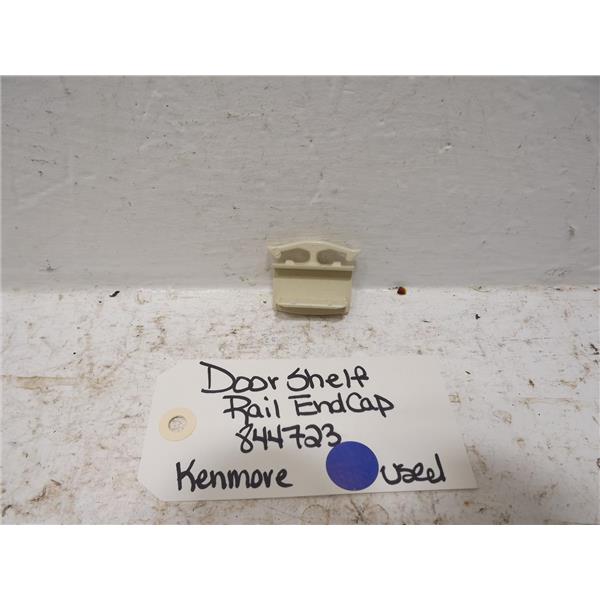 Door Shelf
Rail EndCap
844723
Kenmore used